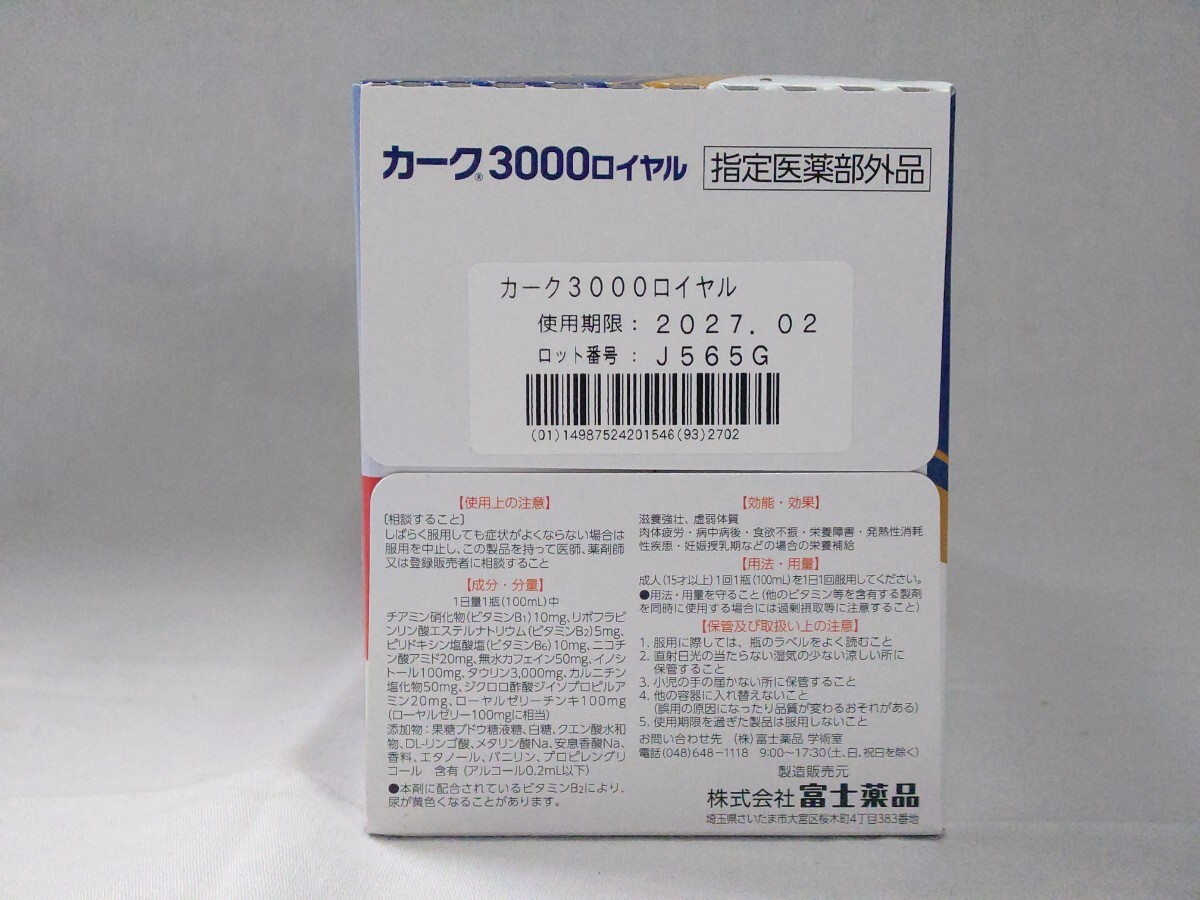 カーク®3000ロイヤル 指定医薬部外品
カーク3000ロイヤル
使用期限: 2027.02
ロット番号: J565G
(01)14987524201546(93)2702
【使用上の注意】
[相談すること]
しばらく服用しても症状がよくならない場合は
服用を中止し、この製品を持って医師、薬剤師
又は登録販売者に相談すること
【成分・分量】
1日量1瓶(100mL)中
チアミン硝化物(ビタミンB1)10mg、リボフラビ
ンリン酸エステルナトリウム(ビタミンB2)5mg、
ピリドキシン塩酸塩(ビタミンB6)10mg、ニコチ
ン酸アミド20mg、無水カフェイン50mg、イノシ
トール100mg、タウリン3,000mg、カルニチン
塩化物50mg、ジクロロ酢酸ジイソプロピルア
ミン20mg、ローヤルゼリーチンキ100mg
(ローヤルゼリー100mgに相当)
添加物:果糖ブドウ糖液糖、白糖、クエン酸水和
物、DL-リンゴ酸、メタリン酸Na、安息香酸Na、
香料、エタノール、バニリン、プロピレングリ
コール 含有(アルコール0.2mL以下)
●本剤に配合されているビタミンB2により、
尿が黄色くなることがあります。
【効能・効果】
滋養強壮、虚弱体質
肉体疲労・病中病後・食欲不振・栄養障害・発熱性消耗
性疾患・妊娠授乳期などの場合の栄養補給
【用法・用量】
成人(15才以上)1回1瓶(100mL)を1日1回服用してください。
●用法・用量を守ること(他のビタミン等を含有する製剤
を同時に使用する場合には過剰摂取等に注意すること)
【保管及び取扱い上の注意】
1. 服用に際しては、瓶のラベルをよく読むこと
2. 直射日光の当たらない湿気の少ない涼しい所に
保管すること
3. 小児の手の届かない所に保管すること
4. 他の容器に入れ替えないこと
(誤用の原因になったり品質が変わるおそれがある)
5. 使用期限を過ぎた製品は服用しないこと
お問い合わせ先 (株)富士薬品 学術室
電話(048)648-1118 9:00〜17:30(土、日、祝日を除く)
製造販売元
株式会社 富士薬品
埼玉県さいたま市大宮区桜木町4丁目383番地